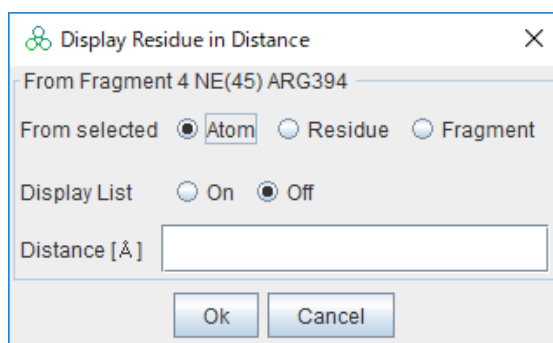 Display Residue in Distance
From Fragment 4 NE(45) ARG394
From selected Atom Residue Fragment
Display List On Off
Distance [Å]
Ok Cancel